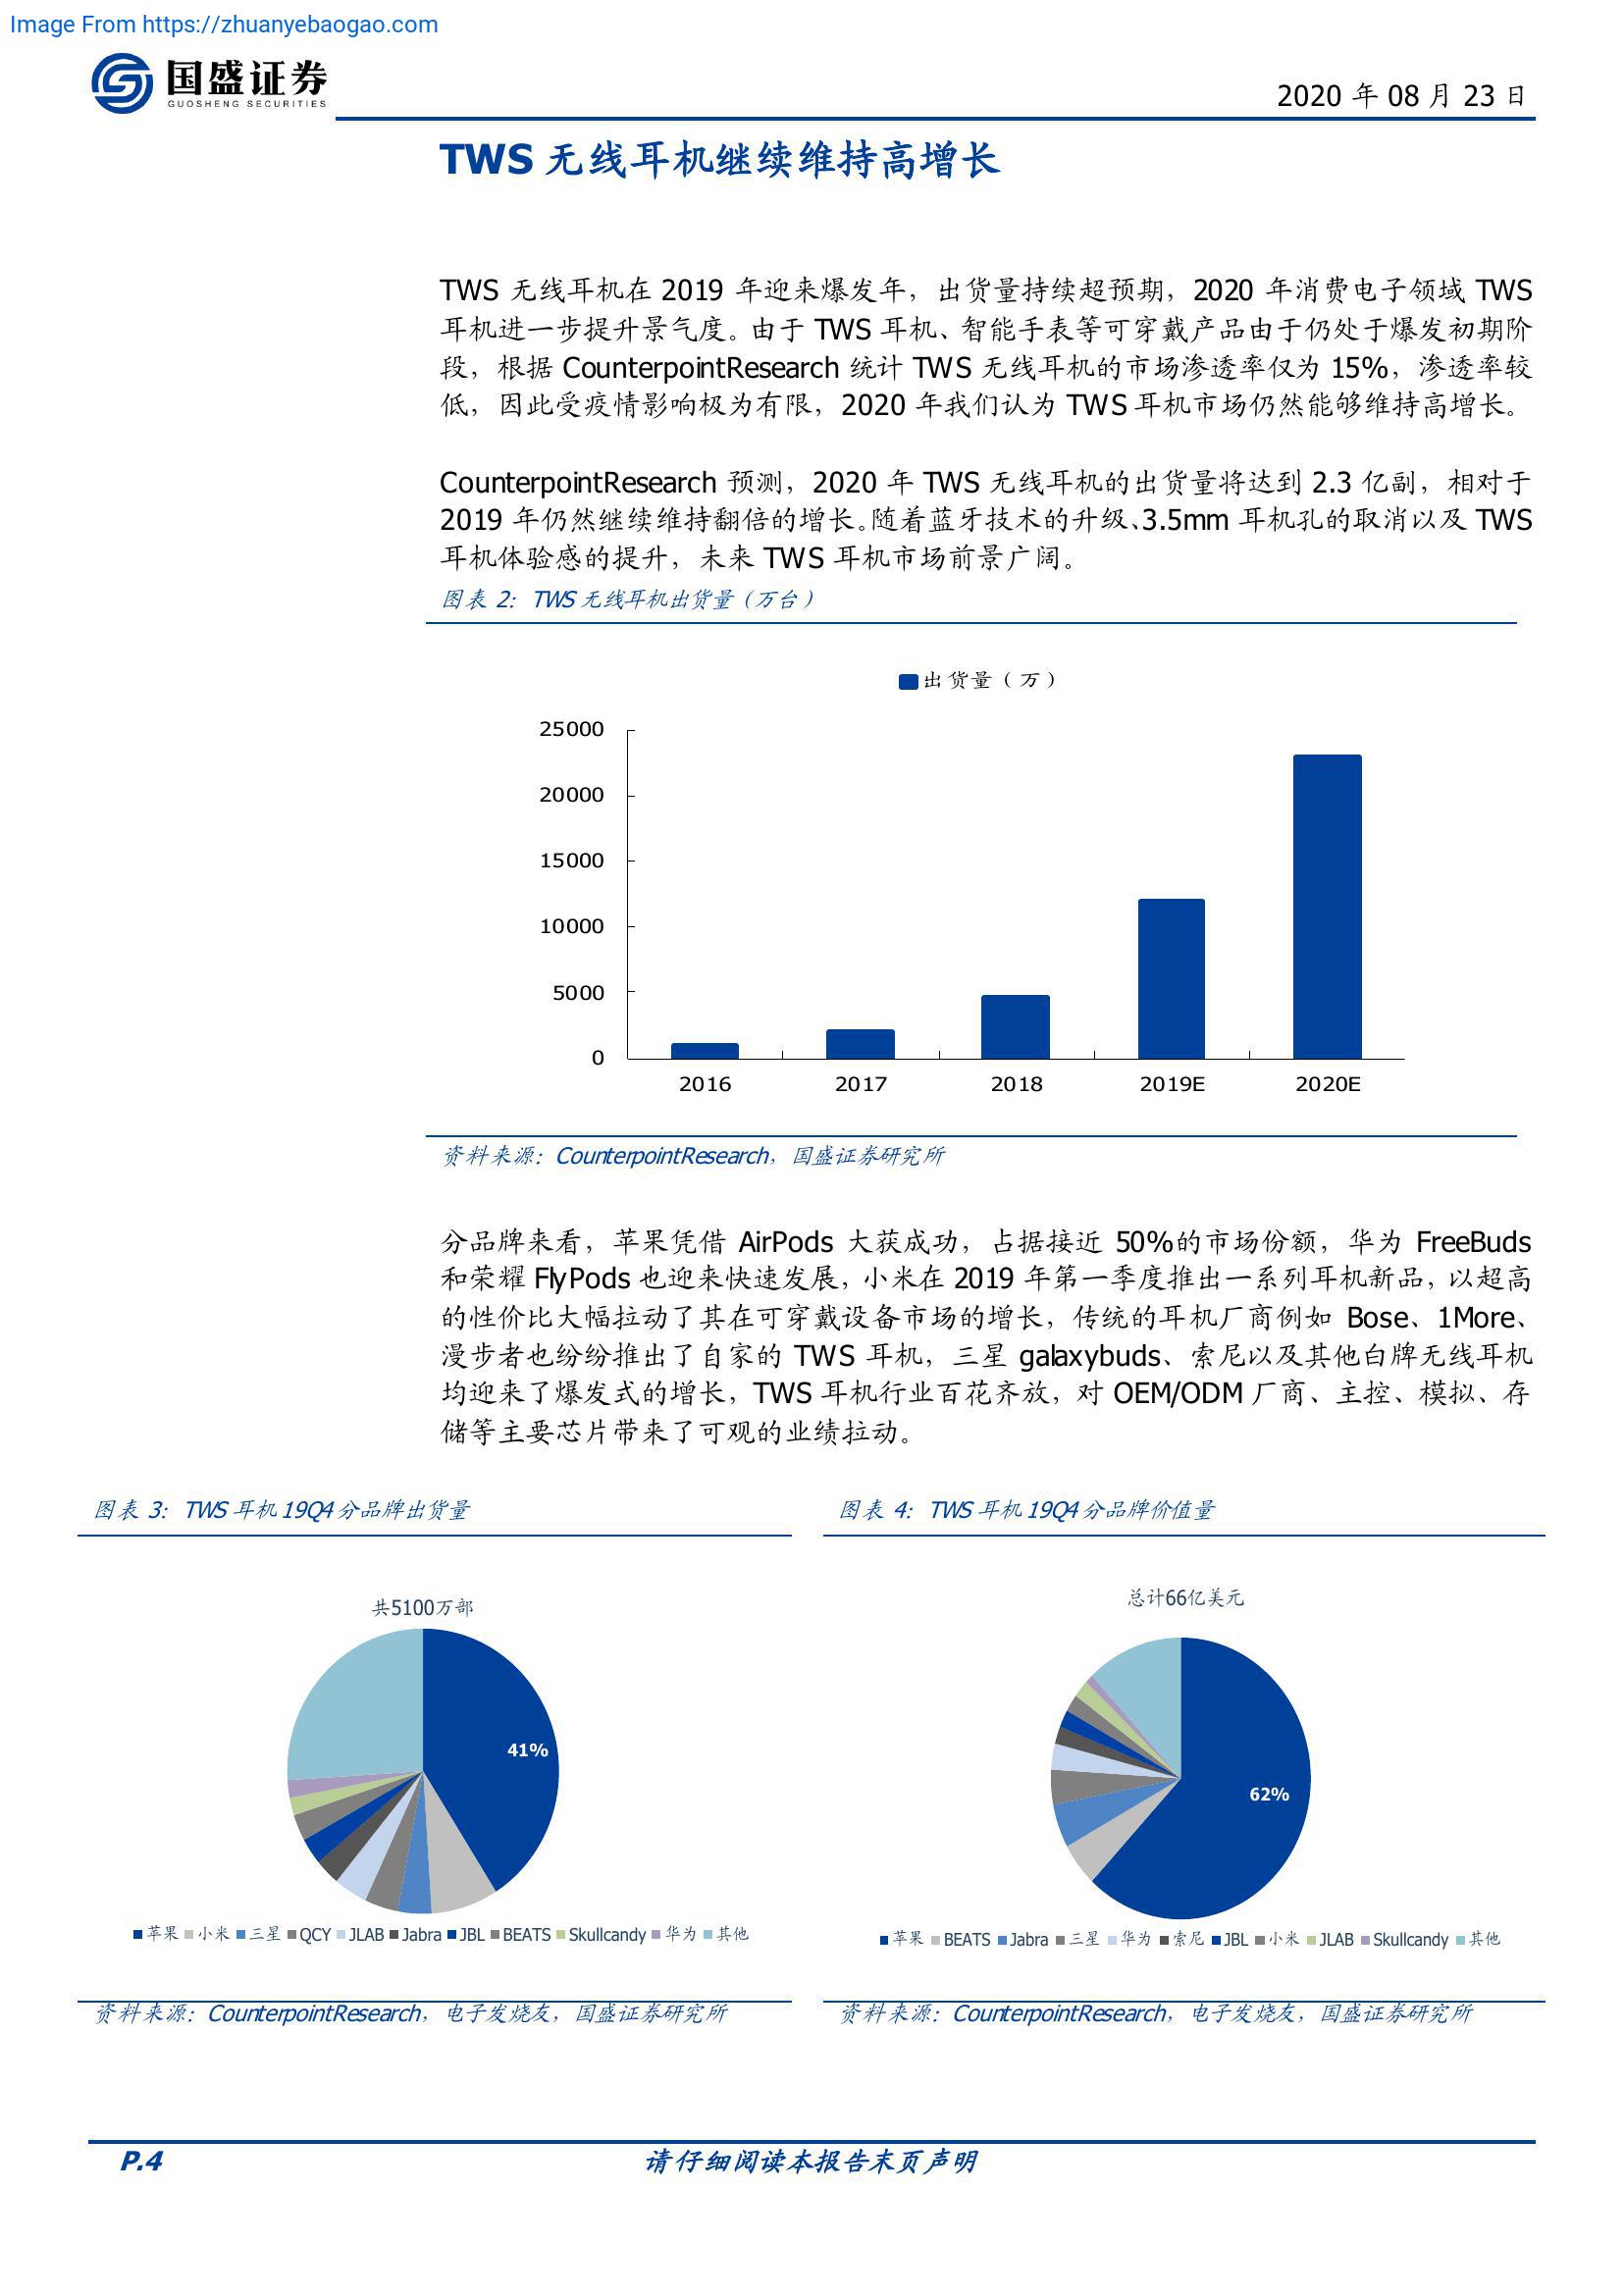 Image From https://zhuanyebaogao.com
国盛证券
GUOSHENG SECURITIES
2020 年 08 月 23 日
TWS 无线耳机继续维持高增长
TWS 无线耳机在 2019 年迎来爆发年，出货量持续超预期，2020 年消费电子领域 TWS
耳机进一步提升景气度。由于 TWS 耳机、智能手表等可穿戴产品由于仍处于爆发初期阶
段，根据 CounterpointResearch 统计 TWS 无线耳机的市场渗透率仅为 15%，渗透率较
低，因此受疫情影响极为有限，2020 年我们认为 TWS 耳机市场仍然能够维持高增长。
CounterpointResearch 预测，2020 年 TWS 无线耳机的出货量将达到 2.3 亿副，相对于
2019 年仍然继续维持翻倍的增长。随着蓝牙技术的升级、3.5mm 耳机孔的取消以及 TWS
耳机体验感的提升，未来 TWS 耳机市场前景广阔。
图表 2：TWS 无线耳机出货量（万台）
出货量（万）
25000
20000
15000
10000
5000
0
2016 2017 2018 2019E 2020E
资料来源：CounterpointResearch，国盛证券研究所
分品牌来看，苹果凭借 AirPods 大获成功，占据接近 50%的市场份额，华为 FreeBuds
和荣耀 FlyPods 也迎来快速发展，小米在 2019 年第一季度推出一系列耳机新品，以超高
的性价比大幅拉动了其在可穿戴设备市场的增长，传统的耳机厂商例如 Bose、1More、
漫步者也纷纷推出了自家的 TWS 耳机，三星 galaxybuds、索尼以及其他白牌无线耳机
均迎来了爆发式的增长，TWS 耳机行业百花齐放，对 OEM/ODM 厂商、主控、模拟、存
储等主要芯片带来了可观的业绩拉动。
图表 3：TWS 耳机 19Q4 分品牌出货量
共5100万部
41%
苹果 小米 三星 QCY JLAB Jabra JBL BEATS Skullcandy 华为 其他
资料来源：CounterpointResearch，电子发烧友，国盛证券研究所
图表 4：TWS 耳机 19Q4 分品牌价值量
总计66亿美元
62%
苹果 BEATS Jabra 三星 华为 索尼 JBL 小米 JLAB Skullcandy 其他
资料来源：CounterpointResearch，电子发烧友，国盛证券研究所
P.4
请仔细阅读本报告末页声明